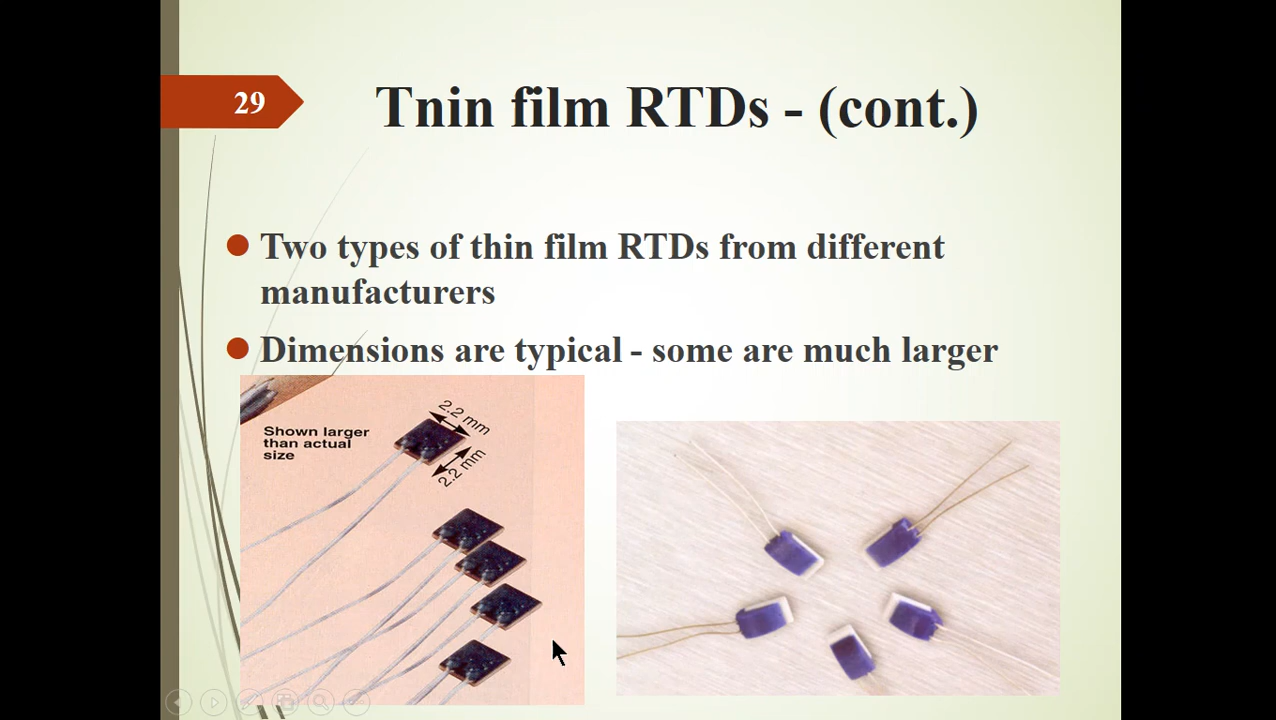 29
Tnin film RTDs - (cont.)
Two types of thin film RTDs from different
manufacturers
Dimensions are typical - some are much larger
Shown larger
than actual
size
2.2 mm
2.2 mm